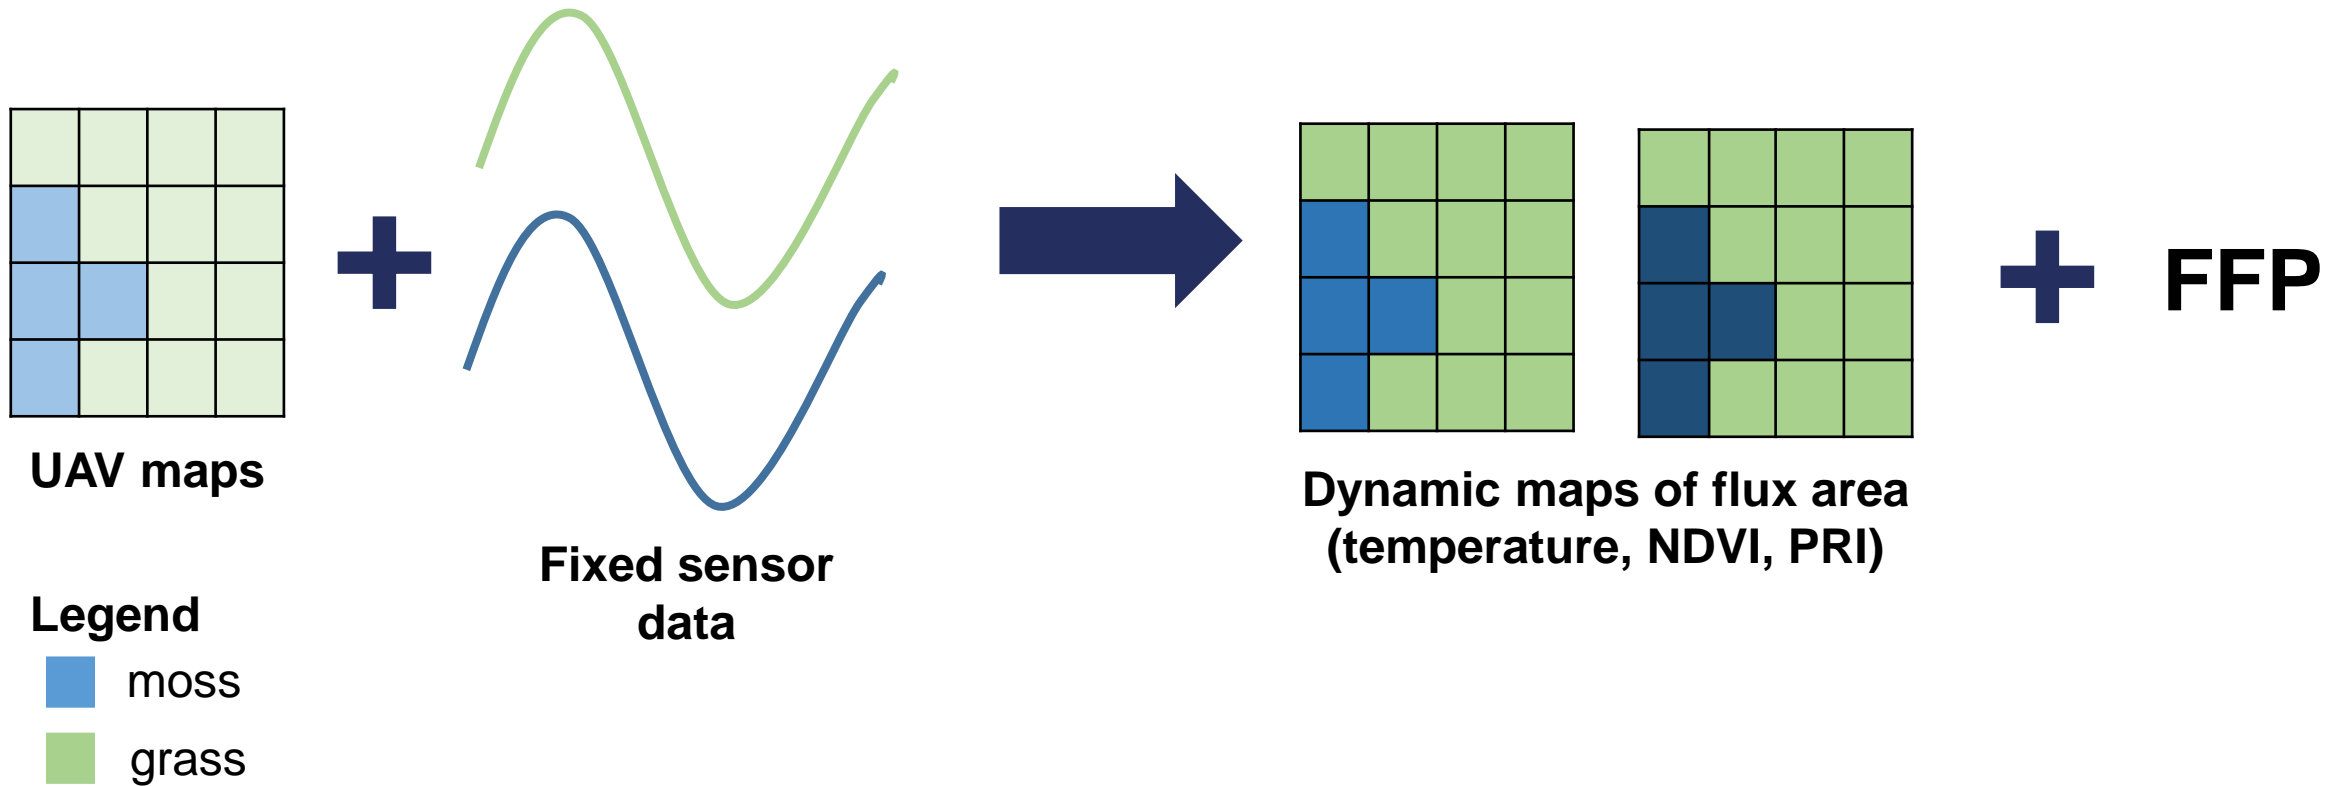 UAV maps
Fixed sensor
data
Dynamic maps of flux area
(temperature, NDVI, PRI)
FFP
Legend
moss
grass